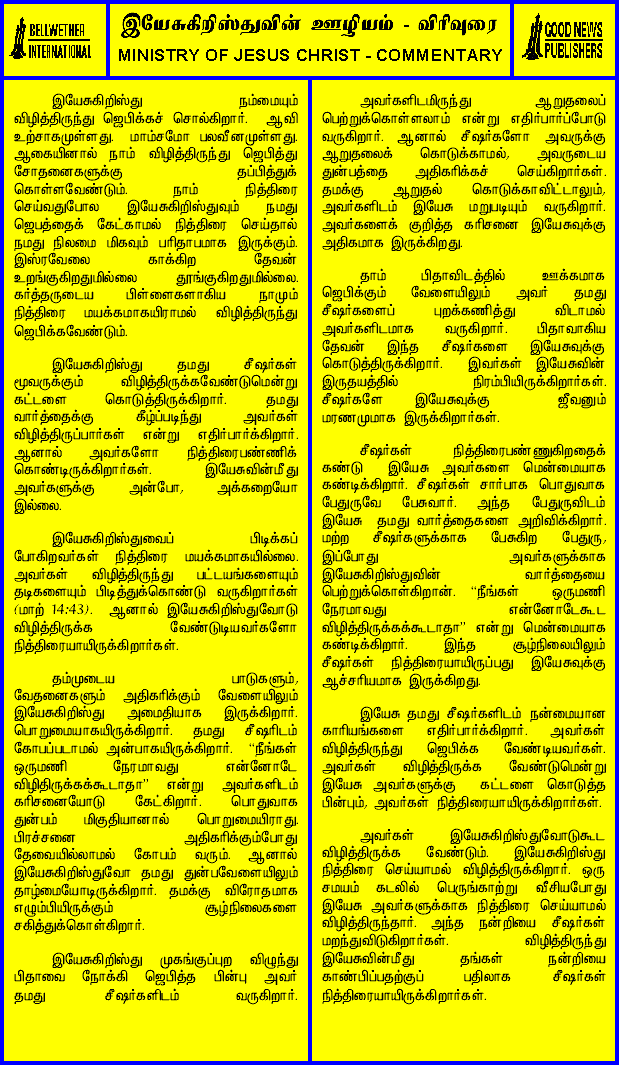 BELLWETHER
INTERNATIONAL
இயேசுகிறிஸ்துவின் ஊழியம் - விரிவுரை
MINISTRY OF JESUS CHRIST - COMMENTARY
GOOD NEWS
PUBLISHERS
இயேசுகிறிஸ்து நம்மையும்
விழித்திருந்து ஜெபிக்கச் சொல்கிறார். ஆவி
உற்சாகமுள்ளது. மாம்சமோ பலவீனமுள்ளது.
ஆகையினால் நாம் விழித்திருந்து ஜெபித்து
சோதனைகளுக்கு தப்பித்துக்
கொள்ளவேண்டும். நாம் நித்திரை
செய்வதுபோல இயேசுகிறிஸ்துவும் நமது
ஜெபத்தைக் கேட்காமல் நித்திரை செய்தால்
நமது நிலமை மிகவும் பரிதாபமாக இருக்கும்.
இஸ்ரவேலை காக்கிற தேவன்
உறங்குகிறதுமில்லை தூங்குகிறதுமில்லை.
கர்த்தருடைய பிள்ளைகளாகிய நாமும்
நித்திரை மயக்கமாகயிராமல் விழித்திருந்து
ஜெபிக்கவேண்டும்.
இயேசுகிறிஸ்து தமது சீஷர்கள்
மூவருக்கும் விழித்திருக்கவேண்டுமென்று
கட்டளை கொடுத்திருக்கிறார். தமது
வார்த்தைக்கு கீழ்ப்படிந்து அவர்கள்
விழித்திருப்பார்கள் என்று எதிர்பார்க்கிறார்.
ஆனால் அவர்களோ நித்திரைபண்ணிக்
கொண்டிருக்கிறார்கள். இயேசுவின்மீது
அவர்களுக்கு அன்போ, அக்கறையோ
இல்லை.
இயேசுகிறிஸ்துவைப் பிடிக்கப்
போகிறவர்கள் நித்திரை மயக்கமாகயில்லை.
அவர்கள் விழித்திருந்து பட்டயங்களையும்
தடிகளையும் பிடித்துக்கொண்டு வருகிறார்கள்
(மாற் 14:43). ஆனால் இயேசுகிறிஸ்துவோடு
விழித்திருக்க வேண்டுடியவர்களோ
நித்திரையாயிருக்கிறார்கள்.
தம்முடைய பாடுகளும்,
வேதனைகளும் அதிகரிக்கும் வேளையிலும்
இயேசுகிறிஸ்து அமைதியாக இருக்கிறார்.
பொறுமையாகயிருக்கிறார். தமது சீஷரிடம்
கோபப்படாமல் அன்பாகயிருக்கிறார். “நீங்கள்
ஒருமணி நேரமாவது என்னோடே
விழிதிருக்கக்கூடாதா” என்று அவர்களிடம்
கரிசனையோடு கேட்கிறார். பொதுவாக
துன்பம் மிகுதியானால் பொறுமையிராது.
பிரச்சனை அதிகரிக்கும்போது
தேவையில்லாமல் கோபம் வரும். ஆனால்
இயேசுகிறிஸ்துவோ தமது துன்பவேளையிலும்
தாழ்மையோடிருக்கிறார். தமக்கு விரோதமாக
எழும்பியிருக்கும் சூழ்நிலைகளை
சகித்துக்கொள்கிறார்.
இயேசுகிறிஸ்து முகங்குப்புற விழுந்து
பிதாவை நோக்கி ஜெபித்த பின்பு அவர்
தமது சீஷர்களிடம் வருகிறார்.
அவர்களிடமிருந்து ஆறுதலைப்
பெற்றுக்கொள்ளலாம் என்று எதிர்பார்ப்போடு
வருகிறார். ஆனால் சீஷர்களோ அவருக்கு
ஆறுதலைக் கொடுக்காமல், அவருடைய
துன்பத்தை அதிகரிக்கச் செய்கிறார்கள்.
தமக்கு ஆறுதல் கொடுக்காவிட்டாலும்,
அவர்களிடம் இயேசு மறுபடியும் வருகிறார்.
அவர்களைக் குறித்த கரிசனை இயேசுவுக்கு
அதிகமாக இருக்கிறது.
தாம் பிதாவிடத்தில் ஊக்கமாக
ஜெபிக்கும் வேளையிலும் அவர் தமது
சீஷர்களைப் புறக்கணித்து விடாமல்
அவர்களிடமாக வருகிறார். பிதாவாகிய
தேவன் இந்த சீஷர்களை இயேசுவுக்கு
கொடுத்திருக்கிறார். இவர்கள் இயேசுவின்
இருதயத்தில் நிரம்பியிருக்கிறார்கள்.
சீஷர்களே இயேசுவுக்கு ஜீவனும்
மரணமுமாக இருக்கிறார்கள்.
சீஷர்கள் நித்திரைபண்ணுகிறதைக்
கண்டு இயேசு அவர்களை மென்மையாக
கண்டிக்கிறார். சீஷர்கள் சார்பாக பொதுவாக
பேதுருவே பேசுவார். அந்த பேதுருவிடம்
இயேசு தமது வார்த்தைகளை அறிவிக்கிறார்.
மற்ற சீஷர்களுக்காக பேசுகிற பேதுரு,
இப்போது அவர்களுக்காக
இயேசுகிறிஸ்துவின் வார்த்தையை
பெற்றுக்கொள்கிறான். “நீங்கள் ஒருமணி
நேரமாவது என்னோடேகூட
விழித்திருக்கக்கூடாதா” என்று மென்மையாக
கண்டிக்கிறார். இந்த சூழ்நிலையிலும்
சீஷர்கள் நித்திரையாயிருப்பது இயேசுவுக்கு
ஆச்சரியமாக இருக்கிறது.
இயேசு தமது சீஷர்களிடம் நன்மையான
காரியங்களை எதிர்பார்க்கிறார். அவர்கள்
விழித்திருந்து ஜெபிக்க வேண்டியவர்கள்.
அவர்கள் விழித்திருக்க வேண்டுமென்று
இயேசு அவர்களுக்கு கட்டளை கொடுத்த
பின்பும், அவர்கள் நித்திரையாயிருக்கிறார்கள்.
அவர்கள் இயேசுகிறிஸ்துவோடுகூட
விழித்திருக்க வேண்டும். இயேசுகிறிஸ்து
நித்திரை செய்யாமல் விழித்திருக்கிறார். ஒரு
சமயம் கடலில் பெருங்காற்று வீசியபோது
இயேசு அவர்களுக்காக நித்திரை செய்யாமல்
விழித்திருந்தார். அந்த நன்றியை சீஷர்கள்
மறந்துவிடுகிறார்கள். விழித்திருந்து
இயேசுவின்மீது தங்கள் நன்றியை
காண்பிப்பதற்குப் பதிலாக சீஷர்கள்
நித்திரையாயிருக்கிறார்கள்.